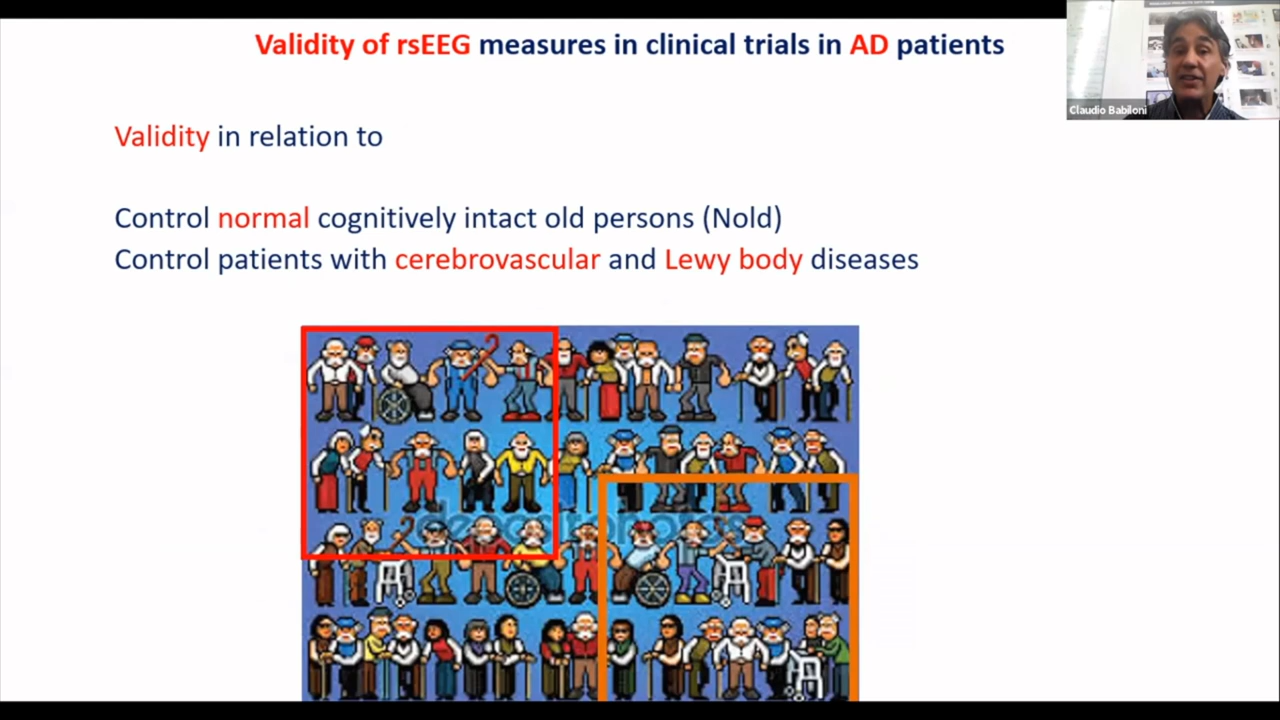 Validity of rsEEG measures in clinical trials in AD patients
Claudio Babiloni
Validity in relation to
Control normal cognitively intact old persons (Nold)
Control patients with cerebrovascular and Lewy body diseases
depositphotos